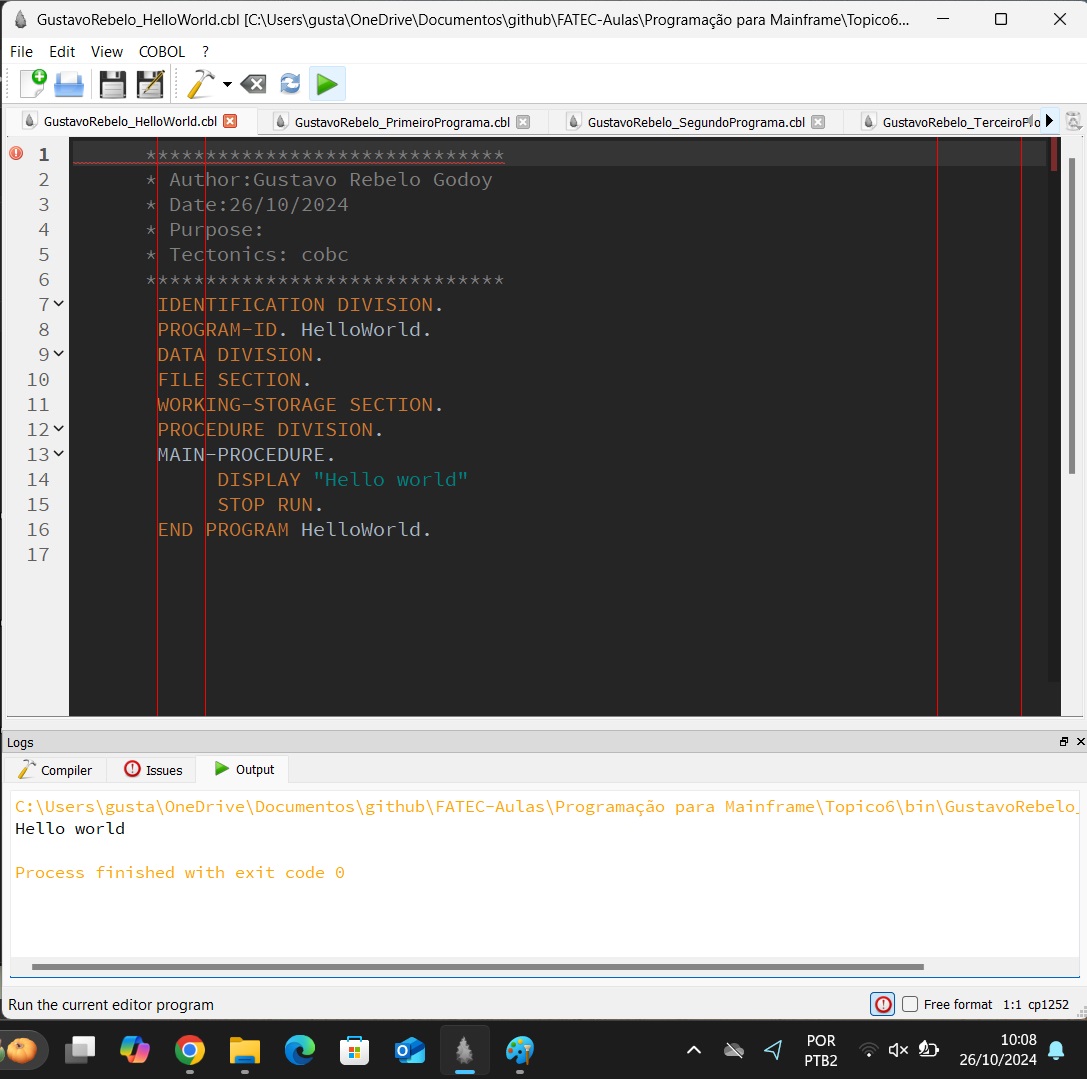 GustavoRebelo_HelloWorld.cbl [C:\Users\gusta\OneDrive\Documentos\github\FATEC-Aulas\Programação para Mainframe\Topico6...
File Edit View COBOL ?
GustavoRebelo_HelloWorld.cbl GustavoRebelo_PrimeiroPrograma.cbl GustavoRebelo_SegundoPrograma.cbl
1 ******************************
2 * Author:Gustavo Rebelo Godoy
3 * Date:26/10/2024
4 * Purpose:
5 * Tectonics: cobc
6 ******************************
7 IDENTIFICATION DIVISION.
8 PROGRAM-ID. HelloWorld.
9 DATA DIVISION.
10 FILE SECTION.
11 WORKING-STORAGE SECTION.
12 PROCEDURE DIVISION.
13 MAIN-PROCEDURE.
14 DISPLAY "Hello world"
15 STOP RUN.
16 END PROGRAM HelloWorld.
17
Logs
Compiler Issues Output
C:\Users\gusta\OneDrive\Documentos\github\FATEC-Aulas\Programação para Mainframe\Topico6\bin\GustavoRebelo_
Hello world
Process finished with exit code 0
Run the current editor program Free format 1:1 cp1252
POR 10:08
PTB2 26/10/2024